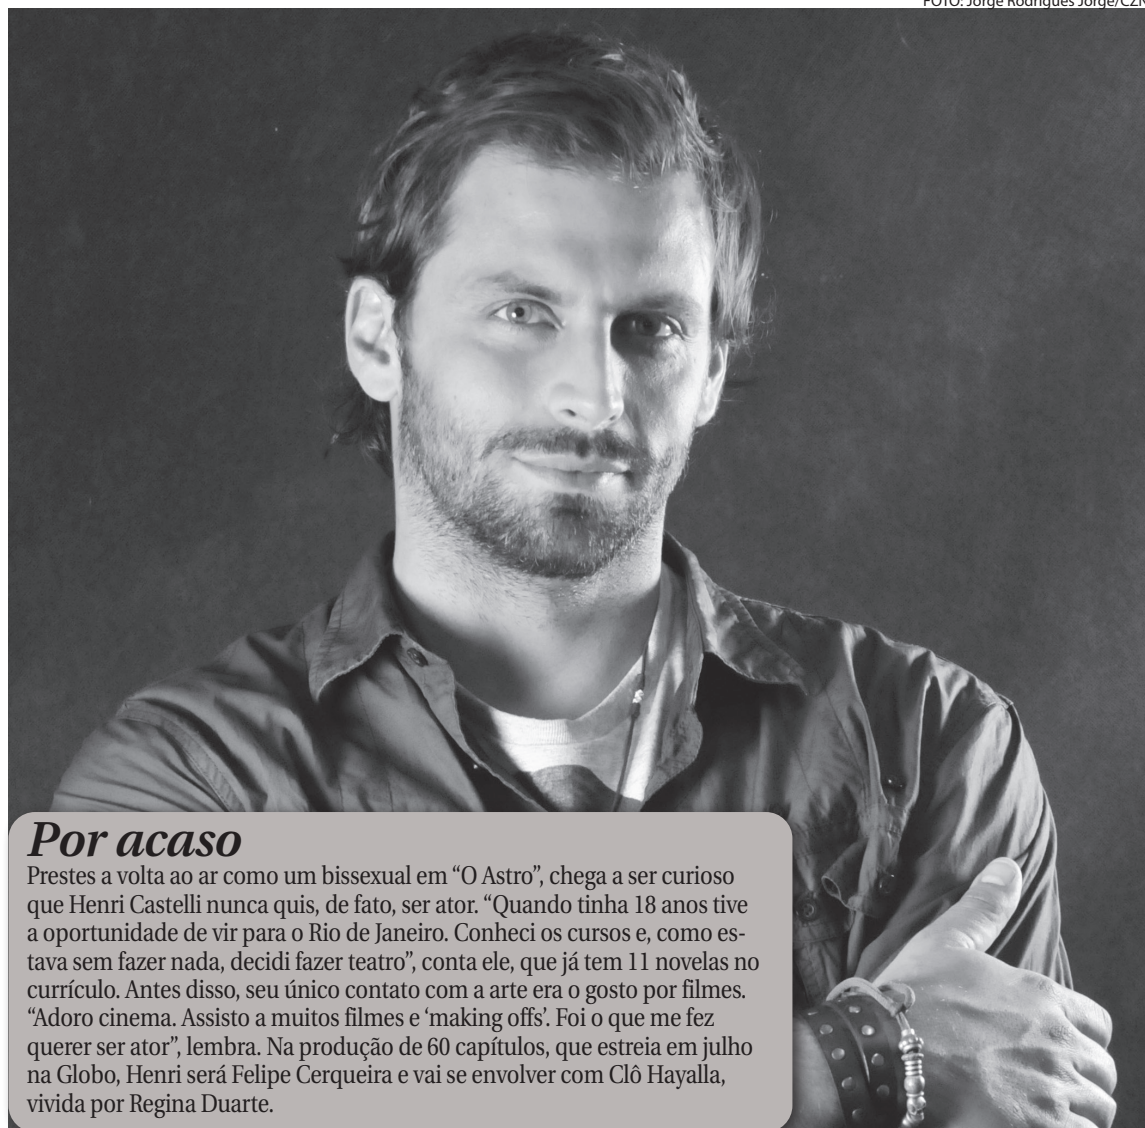 FOTO: Jorge Rodrigues Jorge/CZN
Por acaso
Prestes a volta ao ar como um bissexual em “O Astro”, chega a ser curioso
que Henri Castelli nunca quis, de fato, ser ator. “Quando tinha 18 anos tive
a oportunidade de vir para o Rio de Janeiro. Conheci os cursos e, como es-
tava sem fazer nada, decidi fazer teatro”, conta ele, que já tem 11 novelas no
currículo. Antes disso, seu único contato com a arte era o gosto por filmes.
“Adoro cinema. Assisto a muitos filmes e ‘making offs’. Foi o que me fez
querer ser ator”, lembra. Na produção de 60 capítulos, que estreia em julho
na Globo, Henri será Felipe Cerqueira e vai se envolver com Clô Hayalla,
vivida por Regina Duarte.